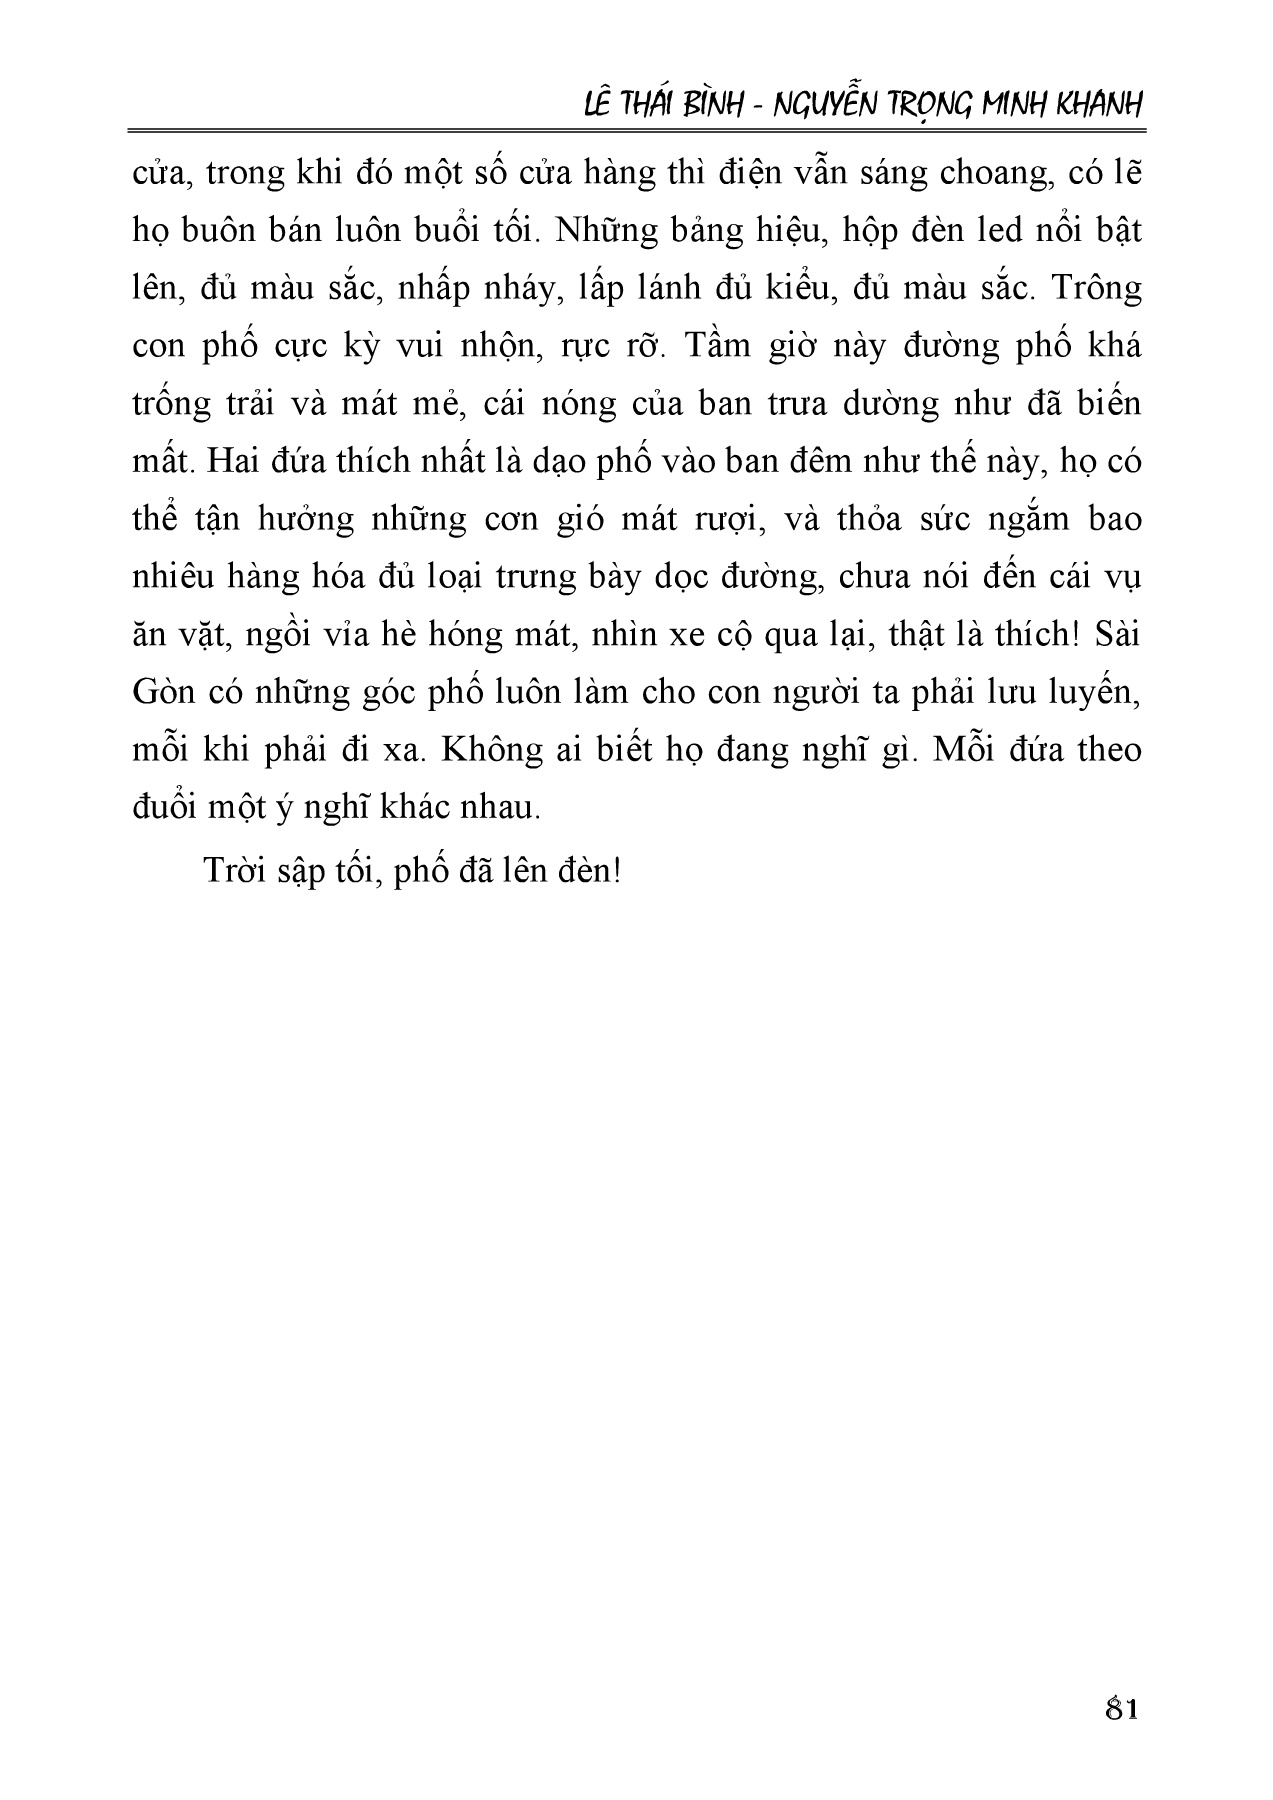 LÊ THÁI BÌNH - NGUYỄN TRỌNG MINH KHANH
cửa, trong khi đó một số cửa hàng thì điện vẫn sáng choang, có lẽ
họ buôn bán luôn buổi tối. Những bảng hiệu, hộp đèn led nổi bật
lên, đủ màu sắc, nhấp nháy, lấp lánh đủ kiểu, đủ màu sắc. Trông
con phố cực kỳ vui nhộn, rực rỡ. Tầm giờ này đường phố khá
trống trải và mát mẻ, cái nóng của ban trưa dường như đã biến
mất. Hai đứa thích nhất là dạo phố vào ban đêm như thế này, họ có
thể tận hưởng những cơn gió mát rượi, và thỏa sức ngắm bao
nhiêu hàng hóa đủ loại trưng bày dọc đường, chưa nói đến cái vụ
ăn vặt, ngồi vỉa hè hóng mát, nhìn xe cộ qua lại, thật là thích! Sài
Gòn có những góc phố luôn làm cho con người ta phải lưu luyến,
mỗi khi phải đi xa. Không ai biết họ đang nghĩ gì. Mỗi đứa theo
đuổi một ý nghĩ khác nhau.
Trời sập tối, phố đã lên đèn!
81